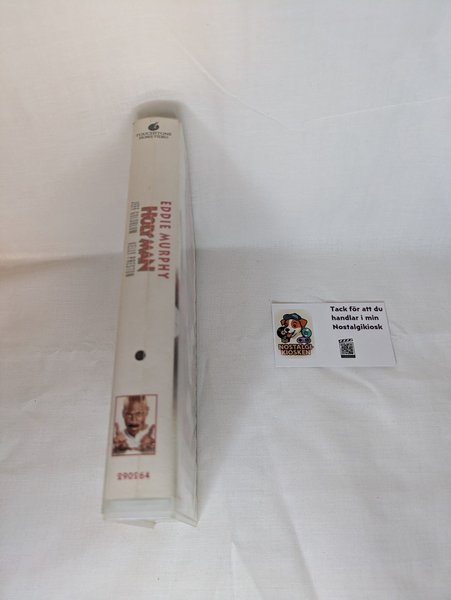 TOUCHSTONE
HOME VIDEO
EDDIE MURPHY
HOLY MAN
JEFF GOLDBLUM KELLY PRESTON
Tack för att du
handlar i min
Nostalgikiosk
NOSTALGI
KIOSKEN